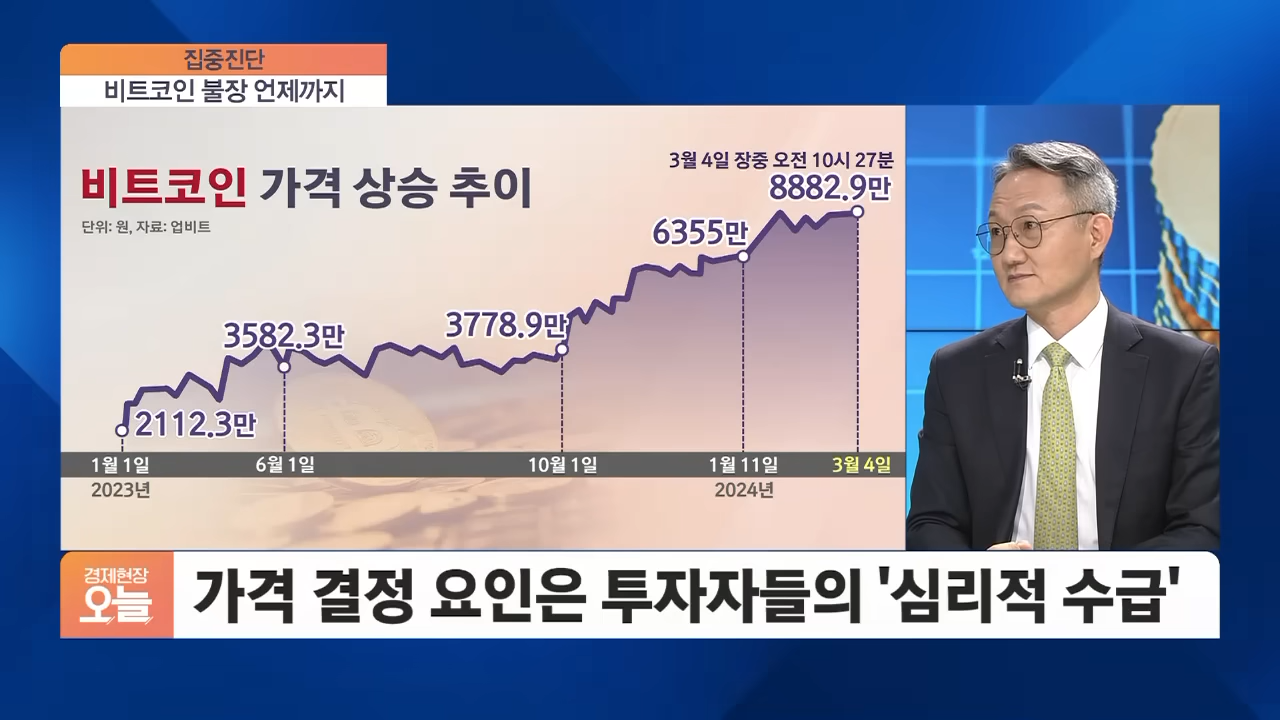 집중진단
비트코인 불장 언제까지
비트코인 가격 상승 추이
단위: 원, 자료: 업비트
3월 4일 장중 오전 10시 27분
8882.9만
6355만
3778.9만
3582.3만
2112.3만
1월 1일 6월 1일 10월 1일 1월 11일 3월 4일
2023년 2024년
경제현장
오늘
가격 결정 요인은 투자자들의 '심리적 수급'